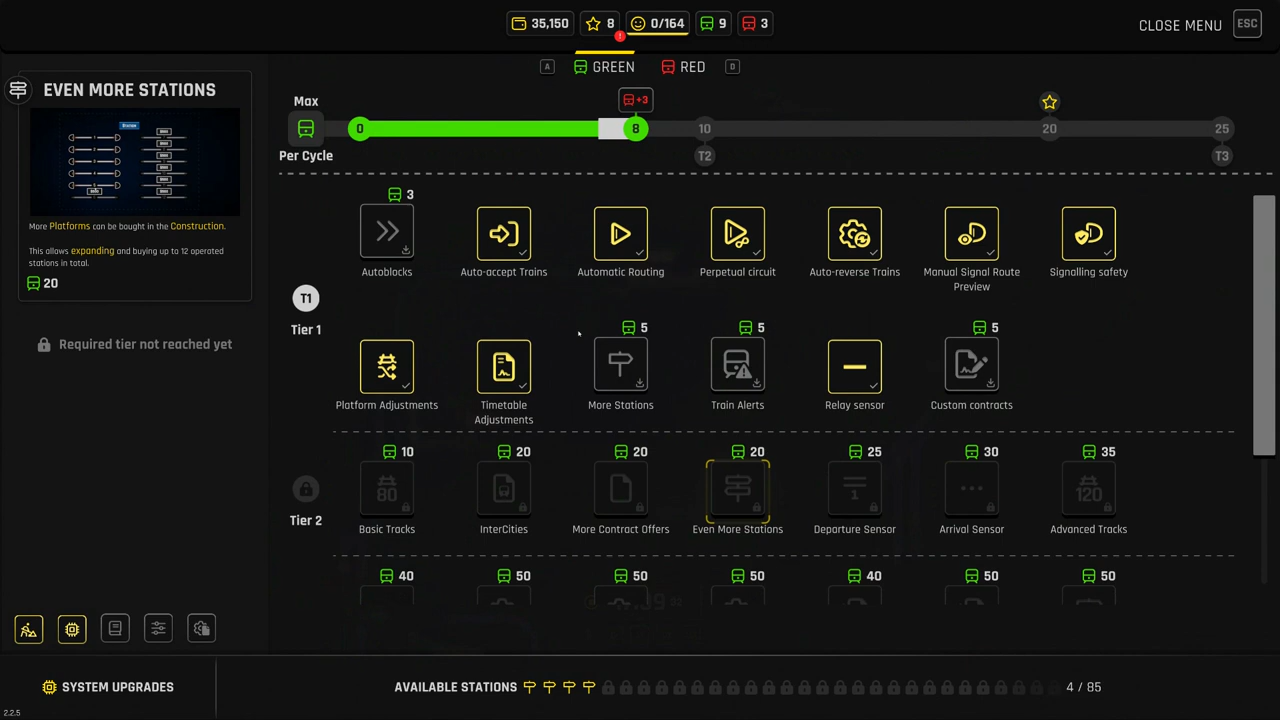 35,150 8 0/164 9 3
CLOSE MENU ESC
A GREEN RED D
EVEN MORE STATIONS
More Platforms can be bought in the Construction.
This allows expanding and buying up to 12 operated
stations in total.
20
Required tier not reached yet
Max
Per Cycle
+3
0 8 10 20 25
T2 T3
3
Autoblocks
Auto-accept Trains
Automatic Routing
Perpetual circuit
Auto-reverse Trains
Manual Signal Route
Preview
Signalling safety
T1
Tier 1
5 5 5
Platform Adjustments
Timetable
Adjustments
More Stations
Train Alerts
Relay sensor
Custom contracts
10 20 20 20 25 30 35
80 1 120
Tier 2
Basic Tracks
InterCities
More Contract Offers
Even More Stations
Departure Sensor
Arrival Sensor
Advanced Tracks
40 50 50 50 40 50 50
SYSTEM UPGRADES
AVAILABLE STATIONS 4 / 85
2.2.5